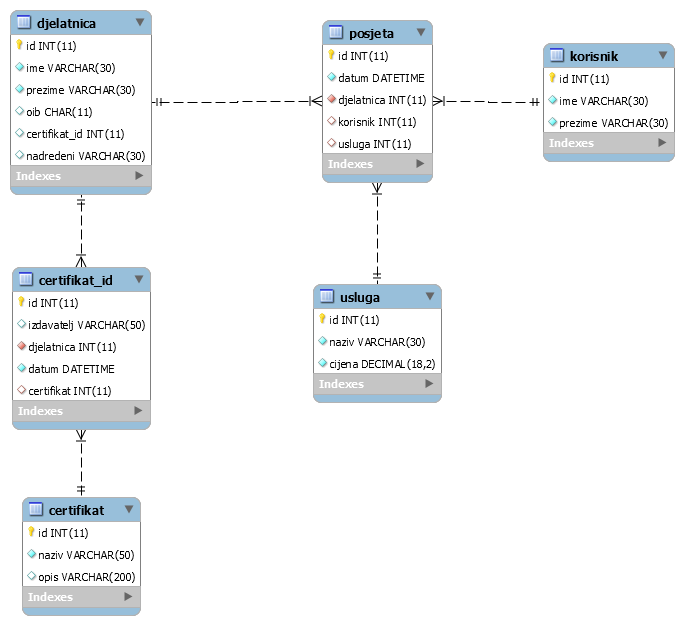 djelatnica
id INT(11)
ime VARCHAR(30)
prezime VARCHAR(30)
oib CHAR(11)
certifikat_id INT(11)
nadredeni VARCHAR(30)
Indexes
posjeta
id INT(11)
datum DATETIME
djelatnica INT(11)
korisnik INT(11)
usluga INT(11)
Indexes
korisnik
id INT(11)
ime VARCHAR(30)
prezime VARCHAR(30)
Indexes
certifikat_id
id INT(11)
izdavatelj VARCHAR(50)
djelatnica INT(11)
datum DATETIME
certifikat INT(11)
Indexes
usluga
id INT(11)
naziv VARCHAR(30)
cijena DECIMAL(18,2)
Indexes
certifikat
id INT(11)
naziv VARCHAR(50)
opis VARCHAR(200)
Indexes